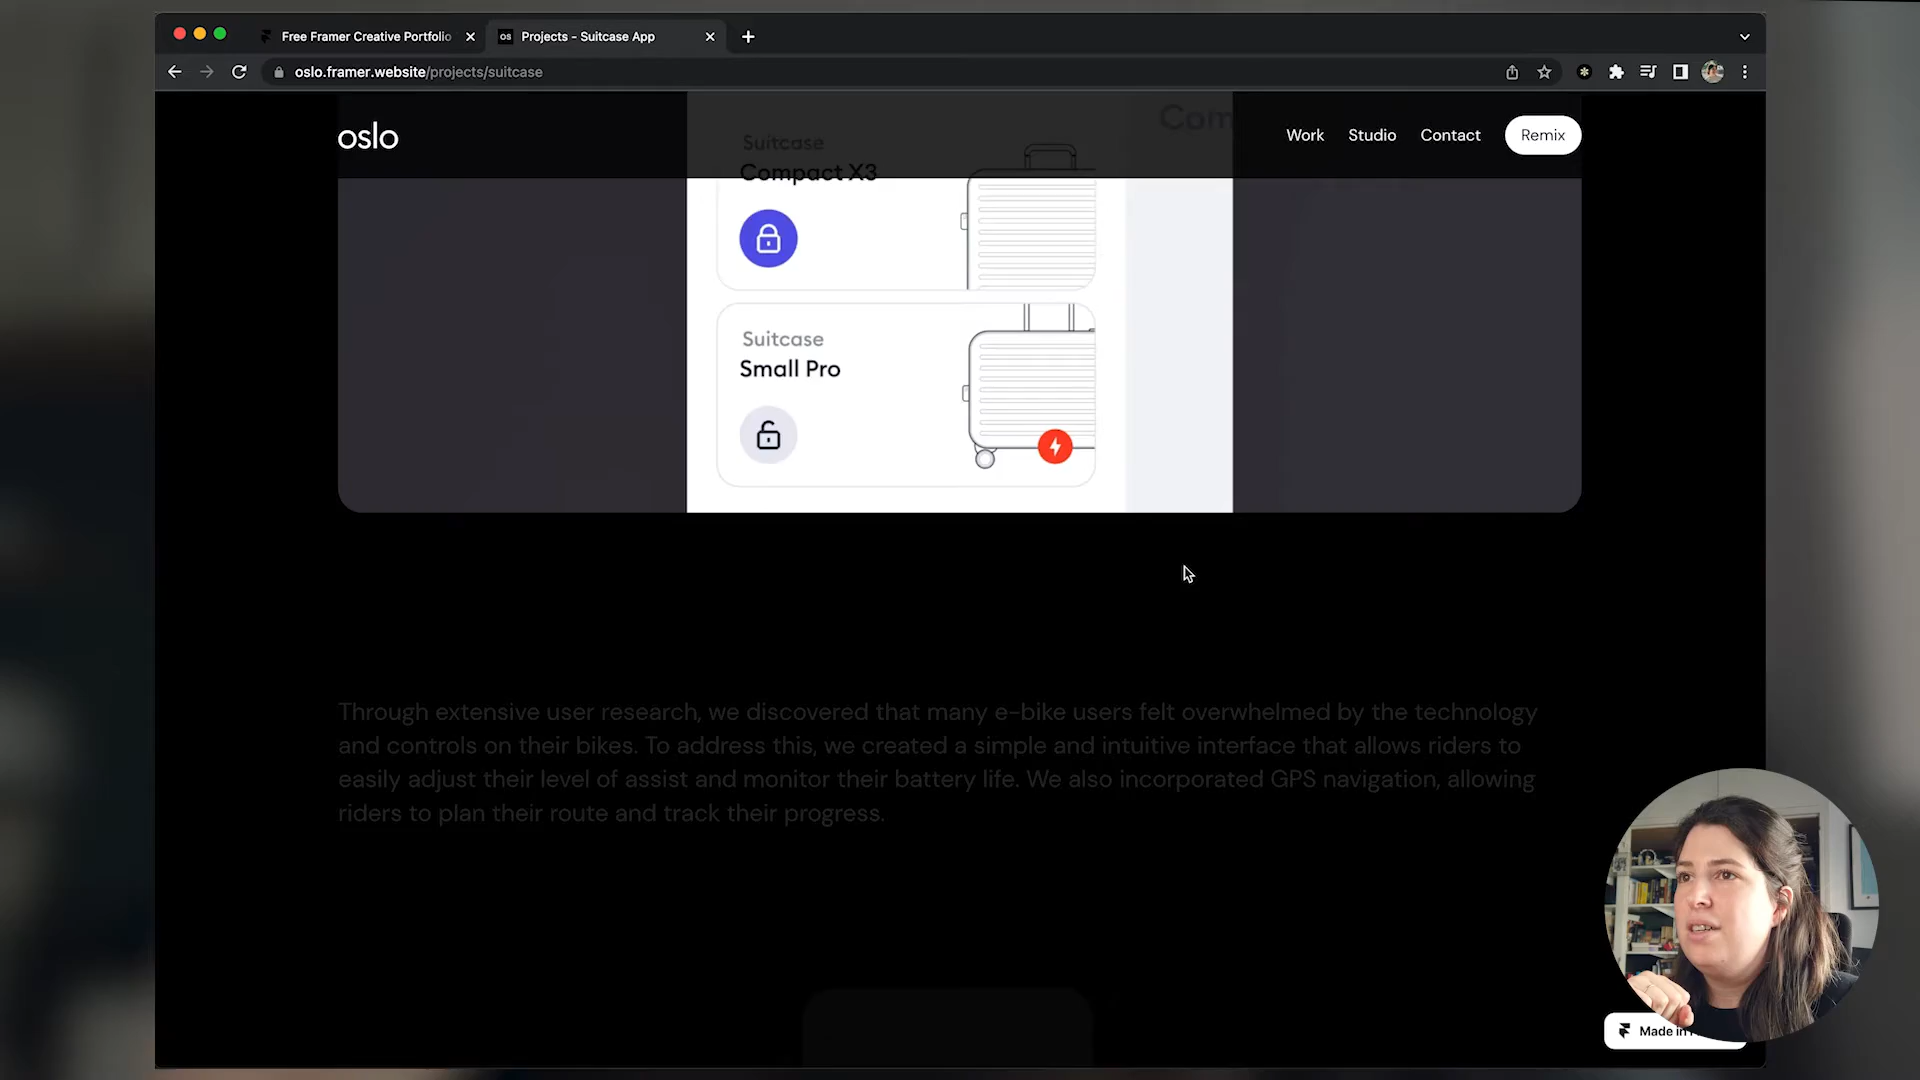 Free Framer Creative Portfolio
OS
Projects - Suitcase App
oslo.framer.website/projects/suitcase
oslo
Work
Studio
Contact
Remix
Com
Suitcase
Compact X3
Suitcase
Small Pro
Through extensive user research, we discovered that many e-bike users felt overwhelmed by the technology
and controls on their bikes. To address this, we created a simple and intuitive interface that allows riders to
easily adjust their level of assist and monitor their battery life. We also incorporated GPS navigation, allowing
riders to plan their route and track their progress.
Made in